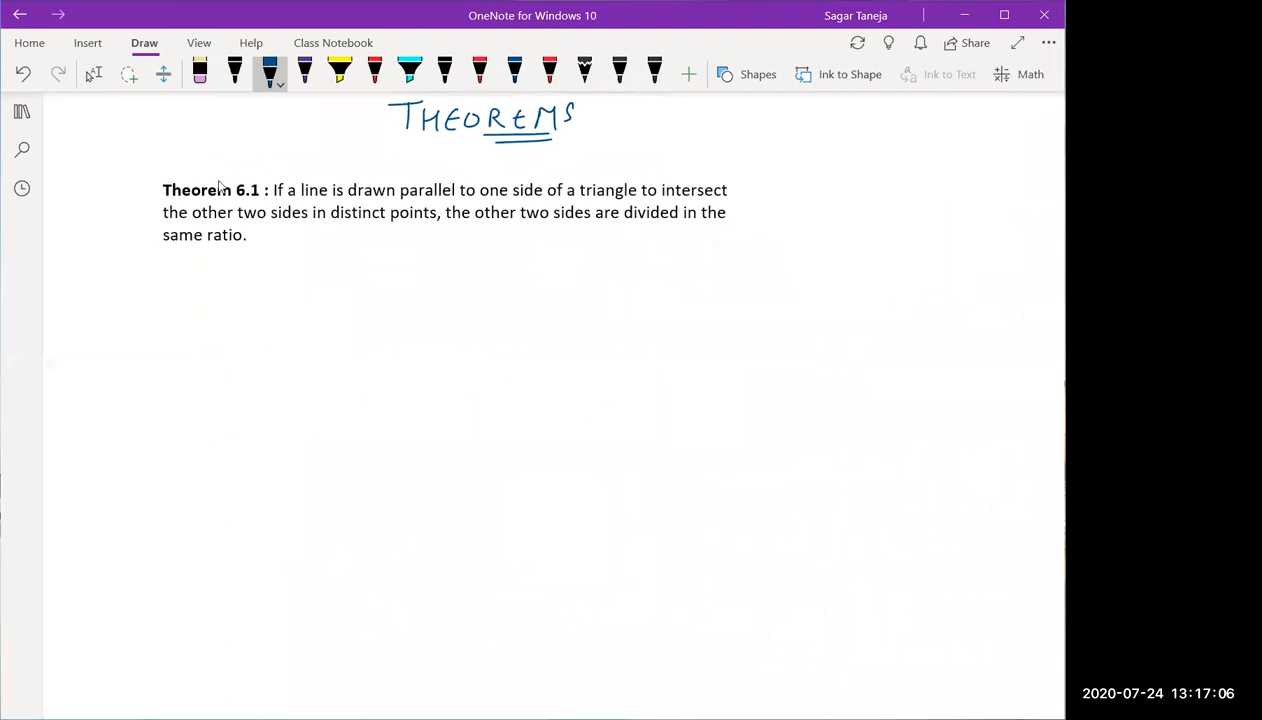 OneNote for Windows 10
Sagar Taneja
Home Insert Draw View Help Class Notebook
Share
Shapes Ink to Shape Ink to Text Math
THEOREMS
Theorem 6.1 : If a line is drawn parallel to one side of a triangle to intersect
the other two sides in distinct points, the other two sides are divided in the
same ratio.
2020-07-24 13:17:06